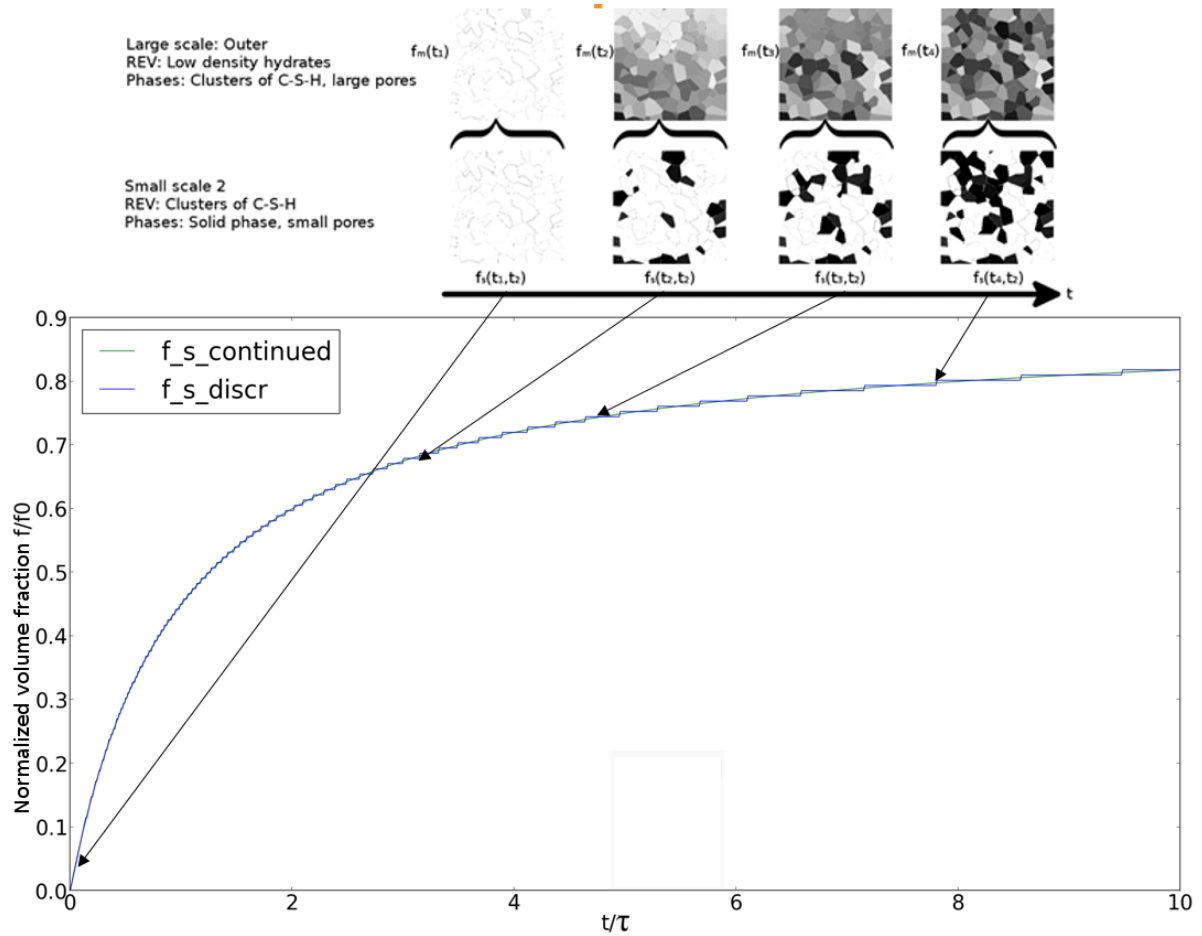 Large scale: Outer
REV: Low density hydrates
Phases: Clusters of C-S-H, large pores
fₘ(t₁)
fₘ(t₂)
fₘ(t₃)
fₘ(t₄)
Small scale 2
REV: Clusters of C-S-H
Phases: Solid phase, small pores
fₛ(t₁,t₂)
fₛ(t₂,t₂)
fₛ(t₃,t₂)
fₛ(t₄,t₂)
t
f_s_continued
f_s_discr
Normalized volume fraction f/f0
0.9
0.8
0.7
0.6
0.5
0.4
0.3
0.2
0.1
0.0
0
2
4
6
8
10
t/τ